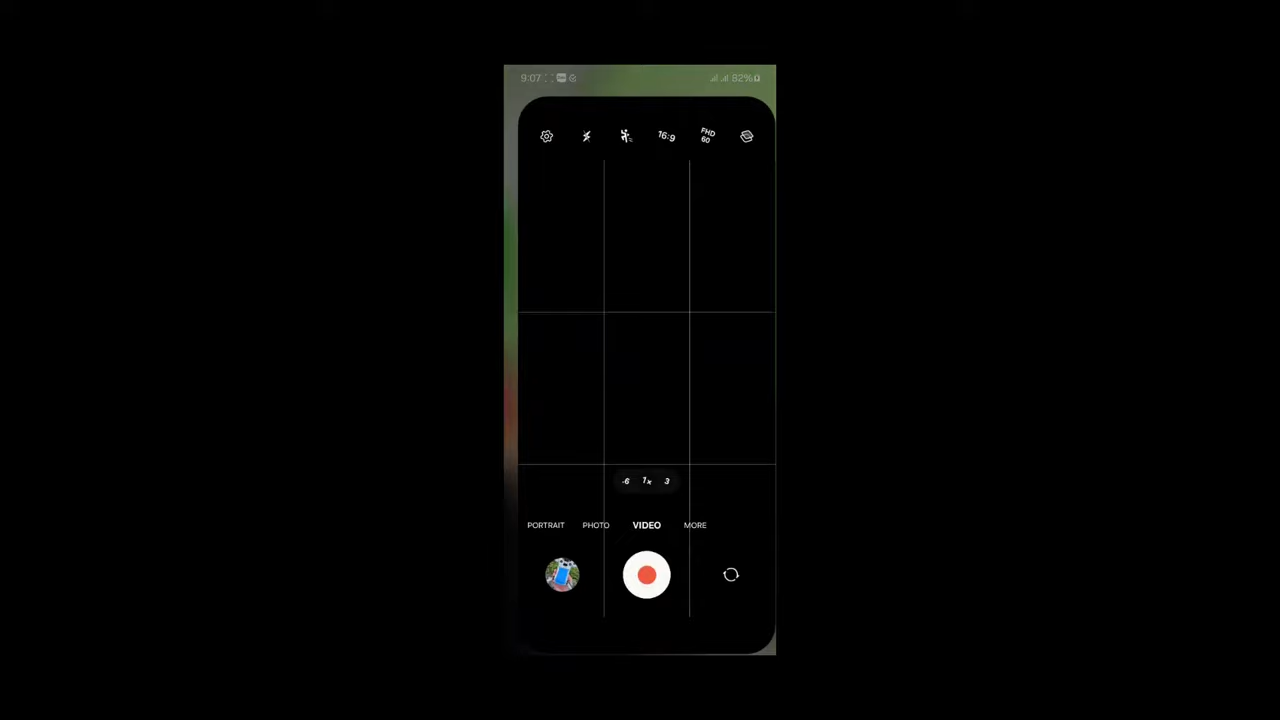 9:07 82%
16:9 FHD
60
.6 1x 3
PORTRAIT PHOTO VIDEO MORE